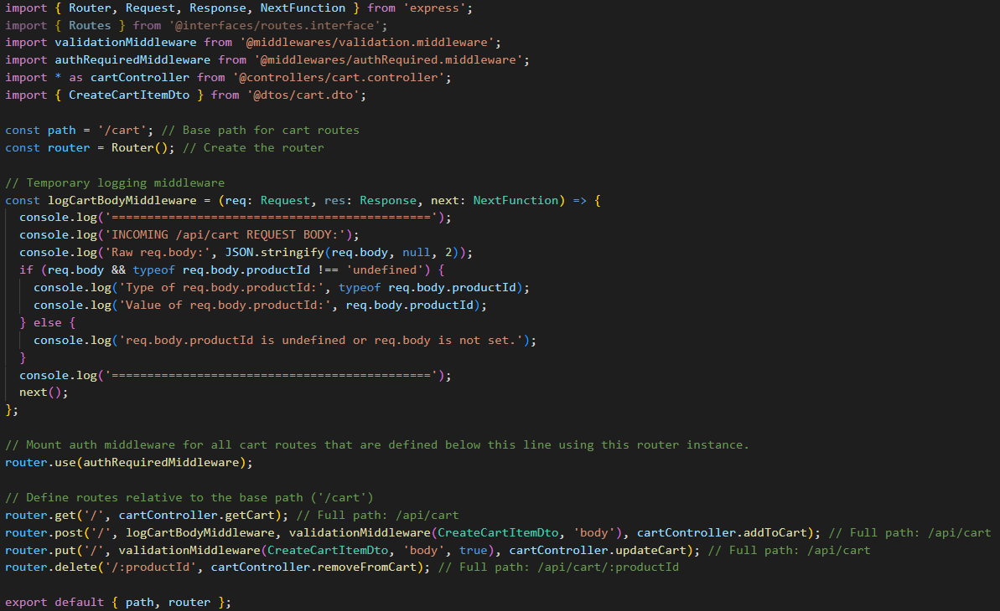 import { Router, Request, Response, NextFunction } from 'express';
import { Routes } from '@interfaces/routes.interface';
import validationMiddleware from '@middlewares/validation.middleware';
import authRequiredMiddleware from '@middlewares/authRequired.middleware';
import * as cartController from '@controllers/cart.controller';
import { CreateCartItemDto } from '@dtos/cart.dto';

const path = '/cart'; // Base path for cart routes
const router = Router(); // Create the router

// Temporary logging middleware
const logCartBodyMiddleware = (req: Request, res: Response, next: NextFunction) => {
  console.log('=============================================');
  console.log('INCOMING /api/cart REQUEST BODY:');
  console.log('Raw req.body:', JSON.stringify(req.body, null, 2));
  if (req.body && typeof req.body.productId !== 'undefined') {
    console.log('Type of req.body.productId:', typeof req.body.productId);
    console.log('Value of req.body.productId:', req.body.productId);
  } else {
    console.log('req.body.productId is undefined or req.body is not set.');
  }
  console.log('=============================================');
  next();
};

// Mount auth middleware for all cart routes that are defined below this line using this router instance.
router.use(authRequiredMiddleware);

// Define routes relative to the base path ('/cart')
router.get('/', cartController.getCart); // Full path: /api/cart
router.post('/', logCartBodyMiddleware, validationMiddleware(CreateCartItemDto, 'body'), cartController.addToCart); // Full path: /api/cart
router.put('/', validationMiddleware(CreateCartItemDto, 'body', true), cartController.updateCart); // Full path: /api/cart
router.delete('/:productId', cartController.removeFromCart); // Full path: /api/cart/:productId

export default { path, router };